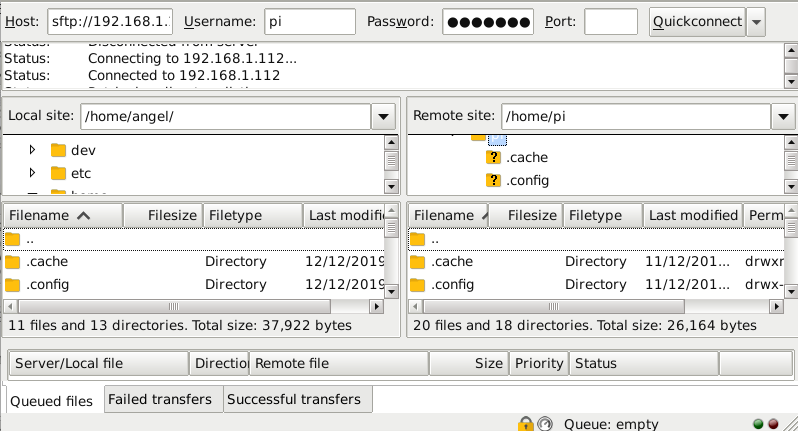 Host: sftp://192.168.1. Username: pi Password: ●●●●●●● Port: Quickconnect
Status: Disconnected from server
Status: Connecting to 192.168.1.112...
Status: Connected to 192.168.1.112
Local site: /home/angel/
dev
etc
home
Remote site: /home/pi
pi
? .cache
? .config
Filename Filesize Filetype Last modifi
..
.cache Directory 12/12/2019
.config Directory 12/12/2019
11 files and 13 directories. Total size: 37,922 bytes
Filename Filesize Filetype Last modified Perm
..
.cache Directory 11/12/201... drwxr
.config Directory 11/12/201... drwx-
20 files and 18 directories. Total size: 26,164 bytes
Server/Local file Direction Remote file Size Priority Status
Queued files Failed transfers Successful transfers
Queue: empty